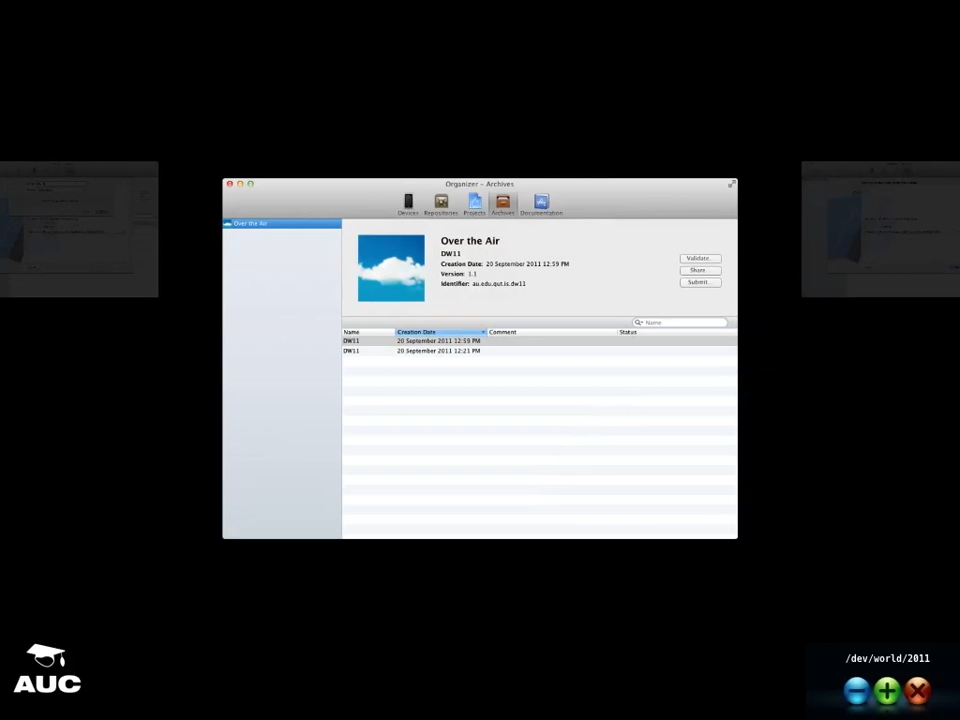 Organizer – Archives
Devices Repositories Projects Archives Documentation
Over the Air
Over the Air
DW11
Creation Date: 20 September 2011 12:59 PM
Version: 1.1
Identifier: au.edu.qut.is.dw11
Validate...
Share...
Submit...
Name
Name Creation Date Comment Status
DW11 20 September 2011 12:59 PM
DW11 20 September 2011 12:21 PM
AUC
/dev/world/2011